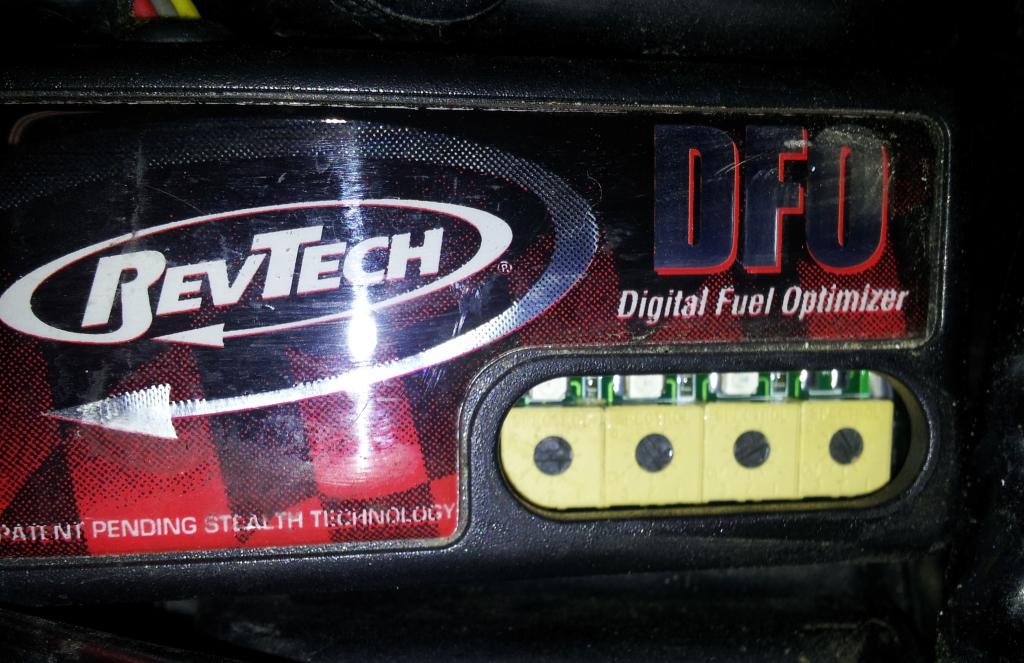 REVTECH®
DFO
Digital Fuel Optimizer
PATENT PENDING STEALTH TECHNOLOGY